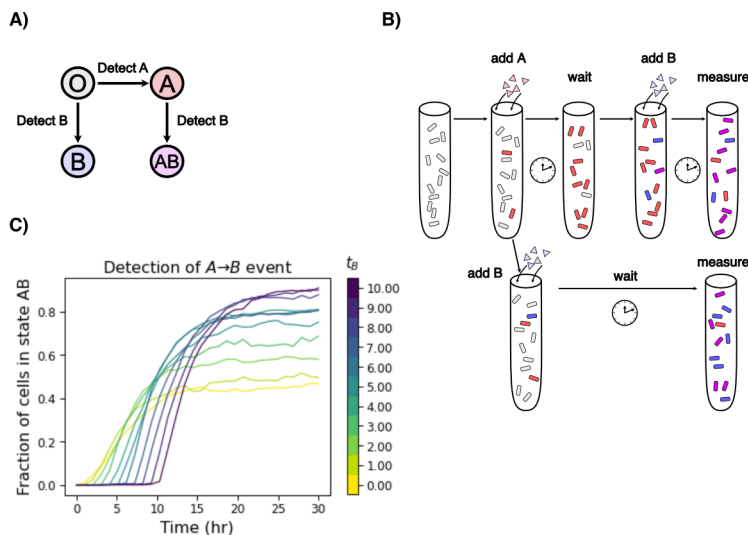 A)
O
Detect A
A
Detect B
Detect B
B
AB
B)
add A
wait
add B
measure
add B
wait
measure
C)
Detection of A→B event
t_B
Fraction of cells in state AB
0.8
0.6
0.4
0.2
0.0
0
5
10
15
20
25
30
Time (hr)
10.00
9.00
8.00
7.00
6.00
5.00
4.00
3.00
2.00
1.00
0.00